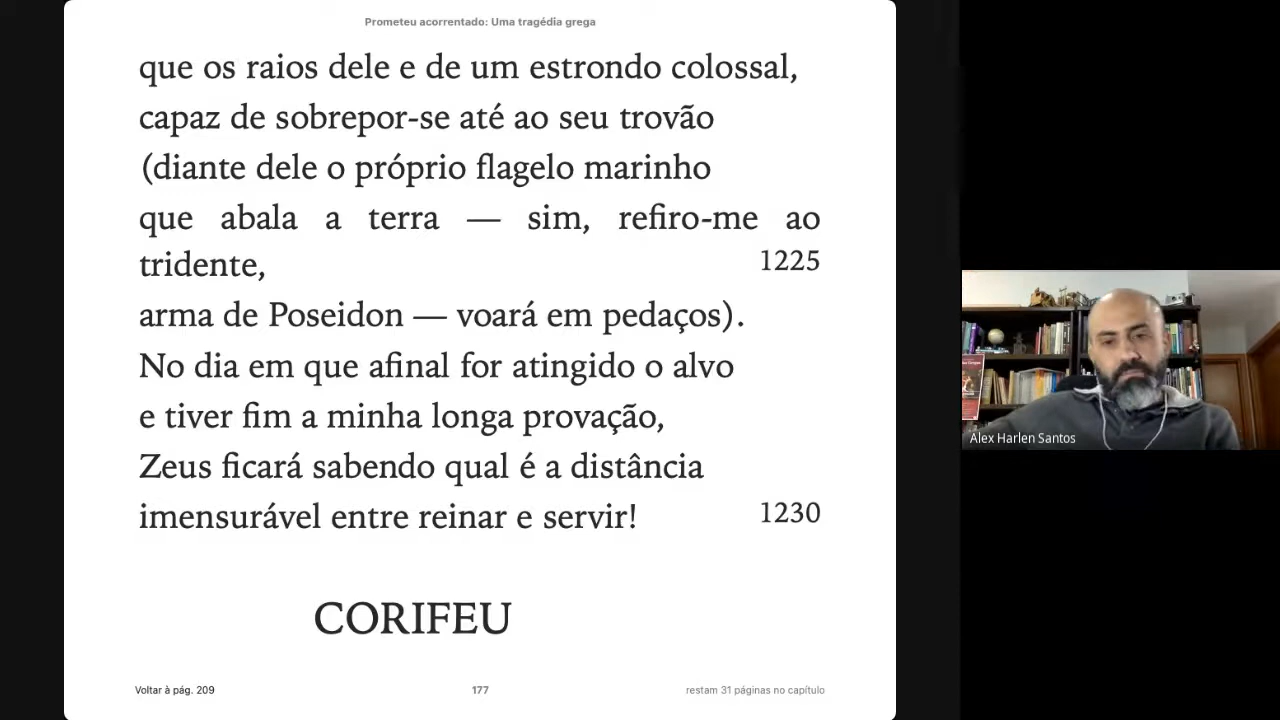 Prometeu acorrentado: Uma tragédia grega
que os raios dele e de um estrondo colossal,
capaz de sobrepor-se até ao seu trovão
(diante dele o próprio flagelo marinho
que abala a terra — sim, refiro-me ao
tridente, 1225
arma de Poseidon — voará em pedaços).
No dia em que afinal for atingido o alvo
e tiver fim a minha longa provação,
Zeus ficará sabendo qual é a distância
imensurável entre reinar e servir! 1230
CORIFEU
Voltar à pág. 209 177 restam 31 páginas no capítulo
Alex Harlen Santos